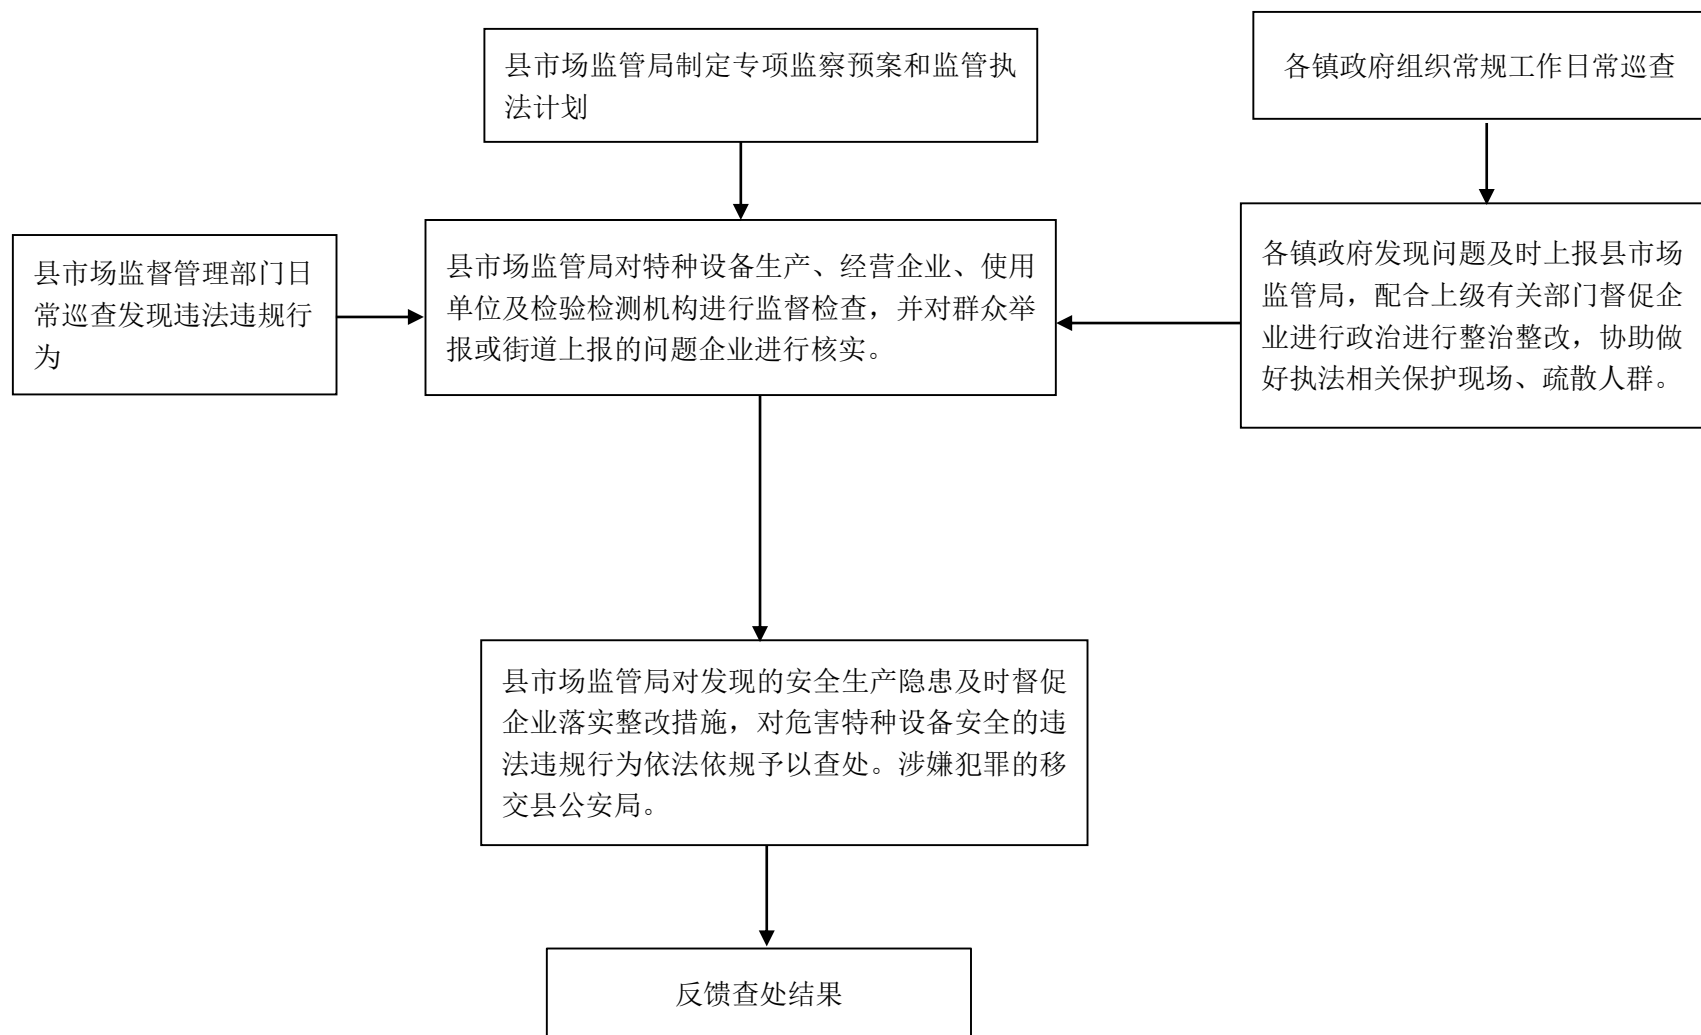 县市场监管局制定专项监察预案和监管执
法计划
各镇政府组织常规工作日常巡查
县市场监督管理部门日
常巡查发现违法违规行
为
县市场监管局对特种设备生产、经营企业、使用
单位及检验检测机构进行监督检查，并对群众举
报或街道上报的问题企业进行核实。
各镇政府发现问题及时上报县市场
监管局，配合上级有关部门督促企
业进行政治进行整治整改，协助做
好执法相关保护现场、疏散人群。
县市场监管局对发现的安全生产隐患及时督促
企业落实整改措施，对危害特种设备安全的违
法违规行为依法依规予以查处。涉嫌犯罪的移
交县公安局。
反馈查处结果